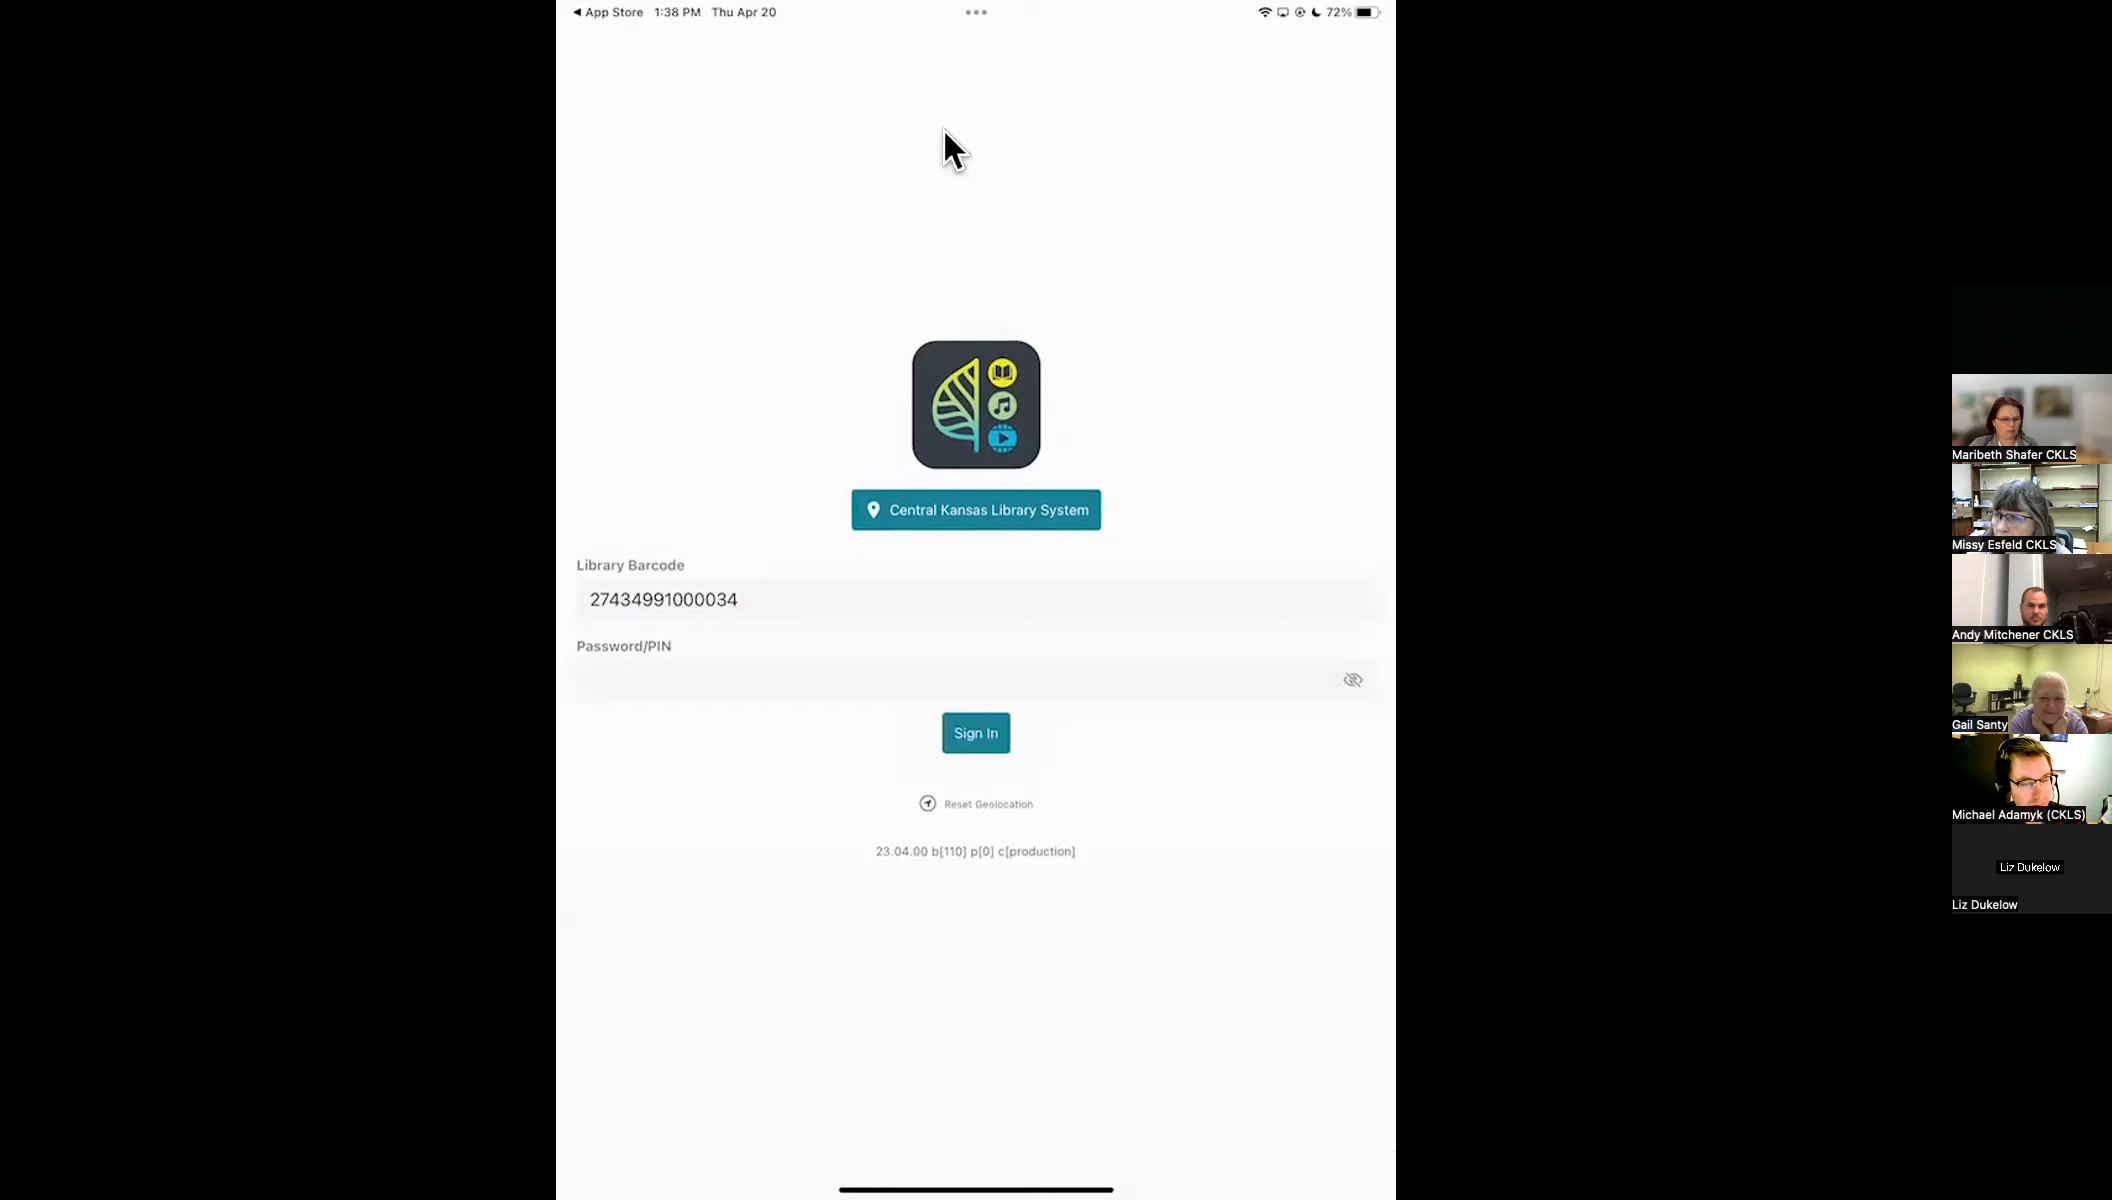 ◀ App Store 1:38 PM Thu Apr 20
72%
Central Kansas Library System
Library Barcode
27434991000034
Password/PIN
Sign In
Reset Geolocation
23.04.00 b[110] p[0] c[production]
Maribeth Shafer CKLS
Missy Esfeld CKLS
Andy Mitchener CKLS
Gail Santy
Michael Adamyk (CKLS)
Liz Dukelow
Liz Dukelow